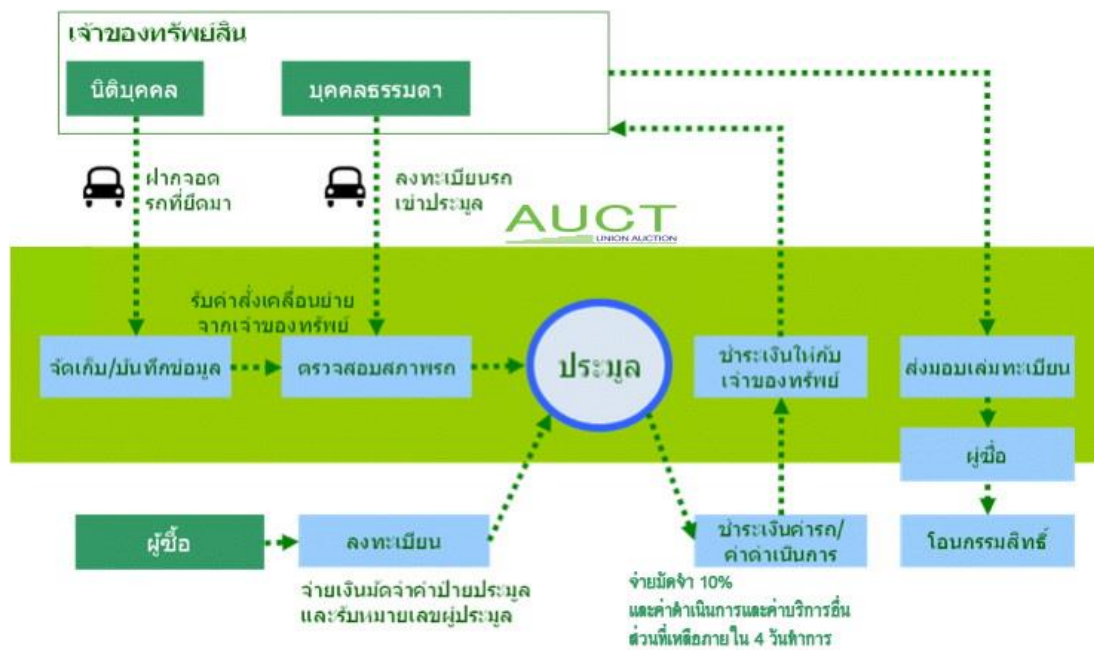 เจ้าของทรัพย์สิน
นิติบุคคล
บุคคลธรรมดา
ฝากจอด
รถที่ยึดมา
ลงทะเบียนรถ
เข้าประมูล
AUCT
UNION AUCTION
รับคำสั่งเคลื่อนย้าย
จากเจ้าของทรัพย์
จัดเก็บ/บันทึกข้อมูล
ตรวจสอบสภาพรถ
ประมูล
ชำระเงินให้กับ
เจ้าของทรัพย์
ส่งมอบเล่มทะเบียน
ผู้ซื้อ
ผู้ซื้อ
ลงทะเบียน
ชำระเงินค่ารถ/
ค่าดำเนินการ
โอนกรรมสิทธิ์
จ่ายเงินมัดจำค่าป้ายประมูล
และรับหมายเลขผู้ประมูล
จ่ายมัดจำ 10%
และค่าดำเนินการและค่าบริการอื่น
ส่วนที่เหลือภายใน 4 วันทำการ